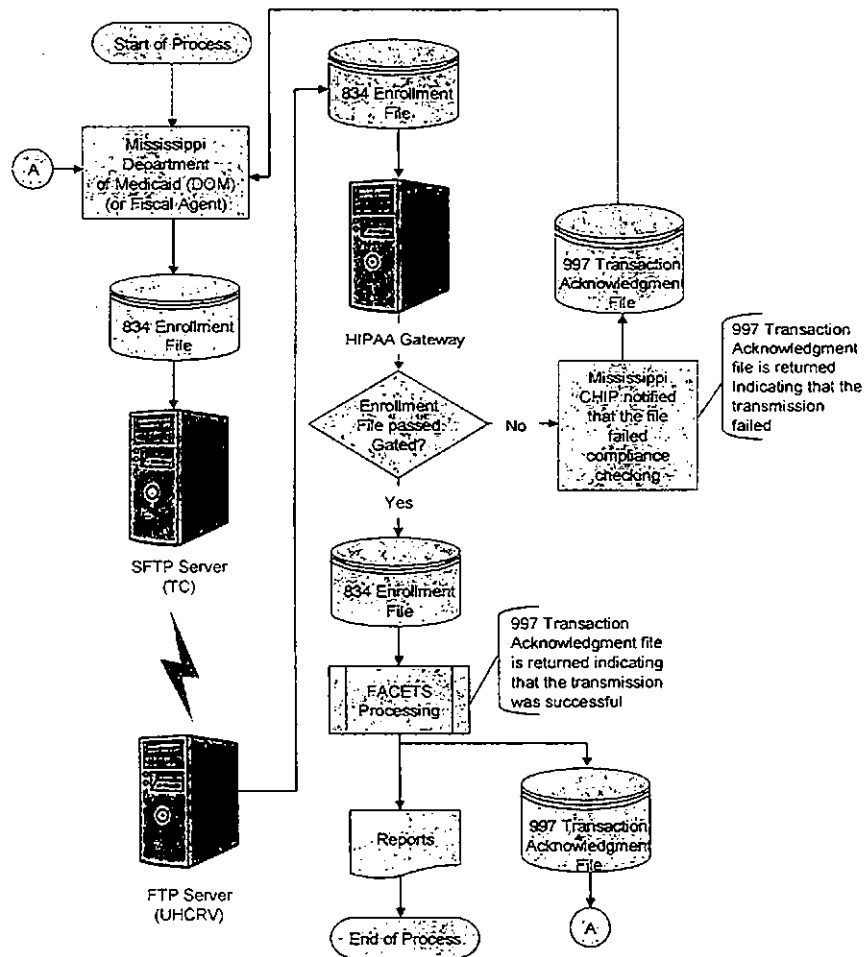 Start of Process
A
Mississippi
Department
of Medicaid (DOM)
(or Fiscal Agent)
834 Enrollment
File
SFTP Server
(TC)
FTP Server
(UHCRV)
834 Enrollment
File
HIPAA Gateway
Enrollment
File passed
Gated?
No
Yes
Mississippi
CHIP notified
that the file
failed
compliance
checking
997 Transaction
Acknowledgment
File
997 Transaction
Acknowledgment
file is returned
Indicating that the
transmission
failed
834 Enrollment
File
FACETS
Processing
997 Transaction
Acknowledgment file
is returned indicating
that the transmission
was successful
Reports
End of Process
997 Transaction
Acknowledgment
File
A